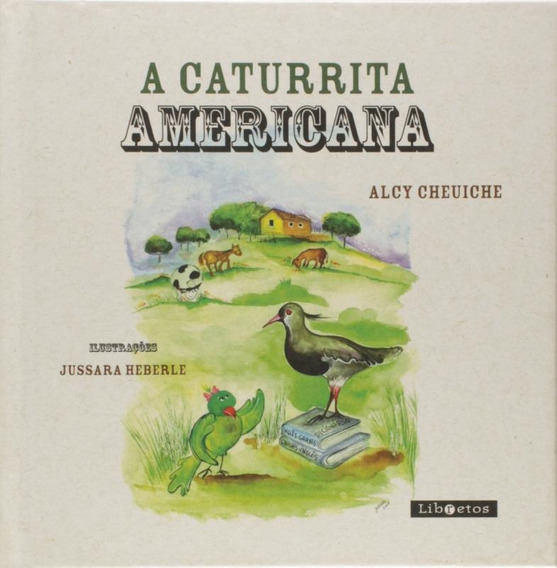 A CATURRITA
AMERICANA
ALCY CHEUICHE
ILUSTRAÇÕES
JUSSARA HEBERLE
Libretos